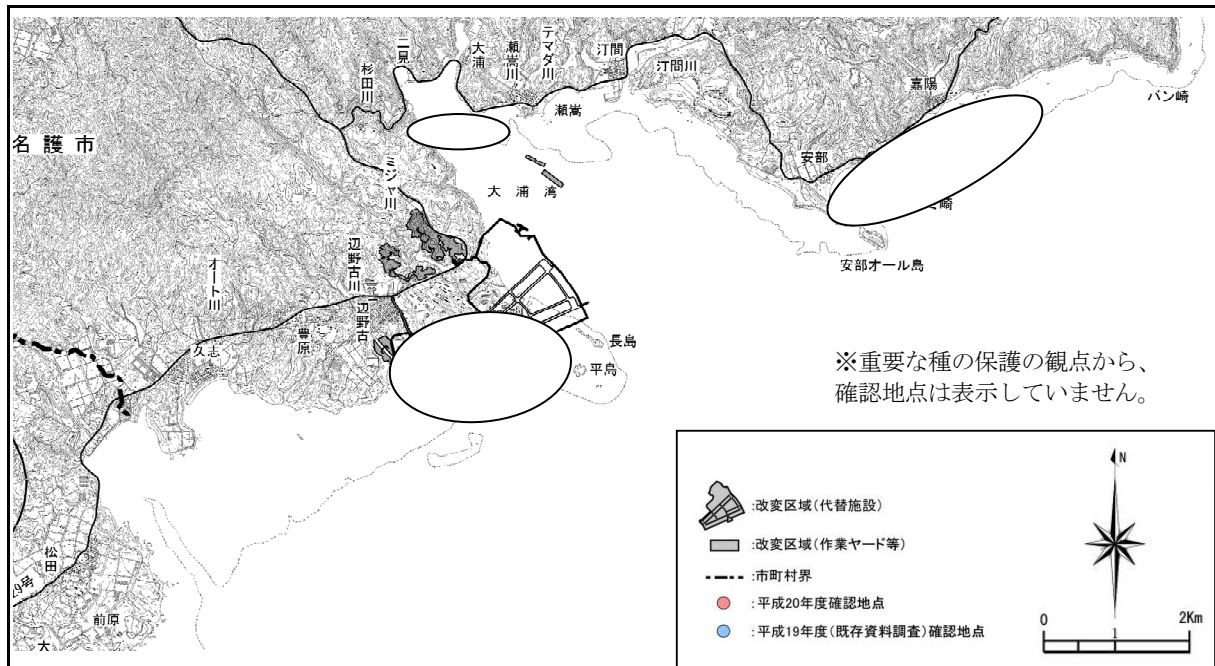 二見
大浦
瀬嵩川
テマダ川
汀間
汀間川
杉田川
瀬嵩
嘉陽
バン崎
名護市
安部
ミジャ川
大浦湾
崎
安部オール島
辺野古川
オート川
辺野古
豊原
久志
長島
平島
※重要な種の保護の観点から、
確認地点は表示していません。
N
:改変区域(代替施設)
:改変区域(作業ヤード等)
:市町村界
:平成20年度確認地点
:平成19年度(既存資料調査)確認地点
0
1
2Km
松田
29号
前原
大